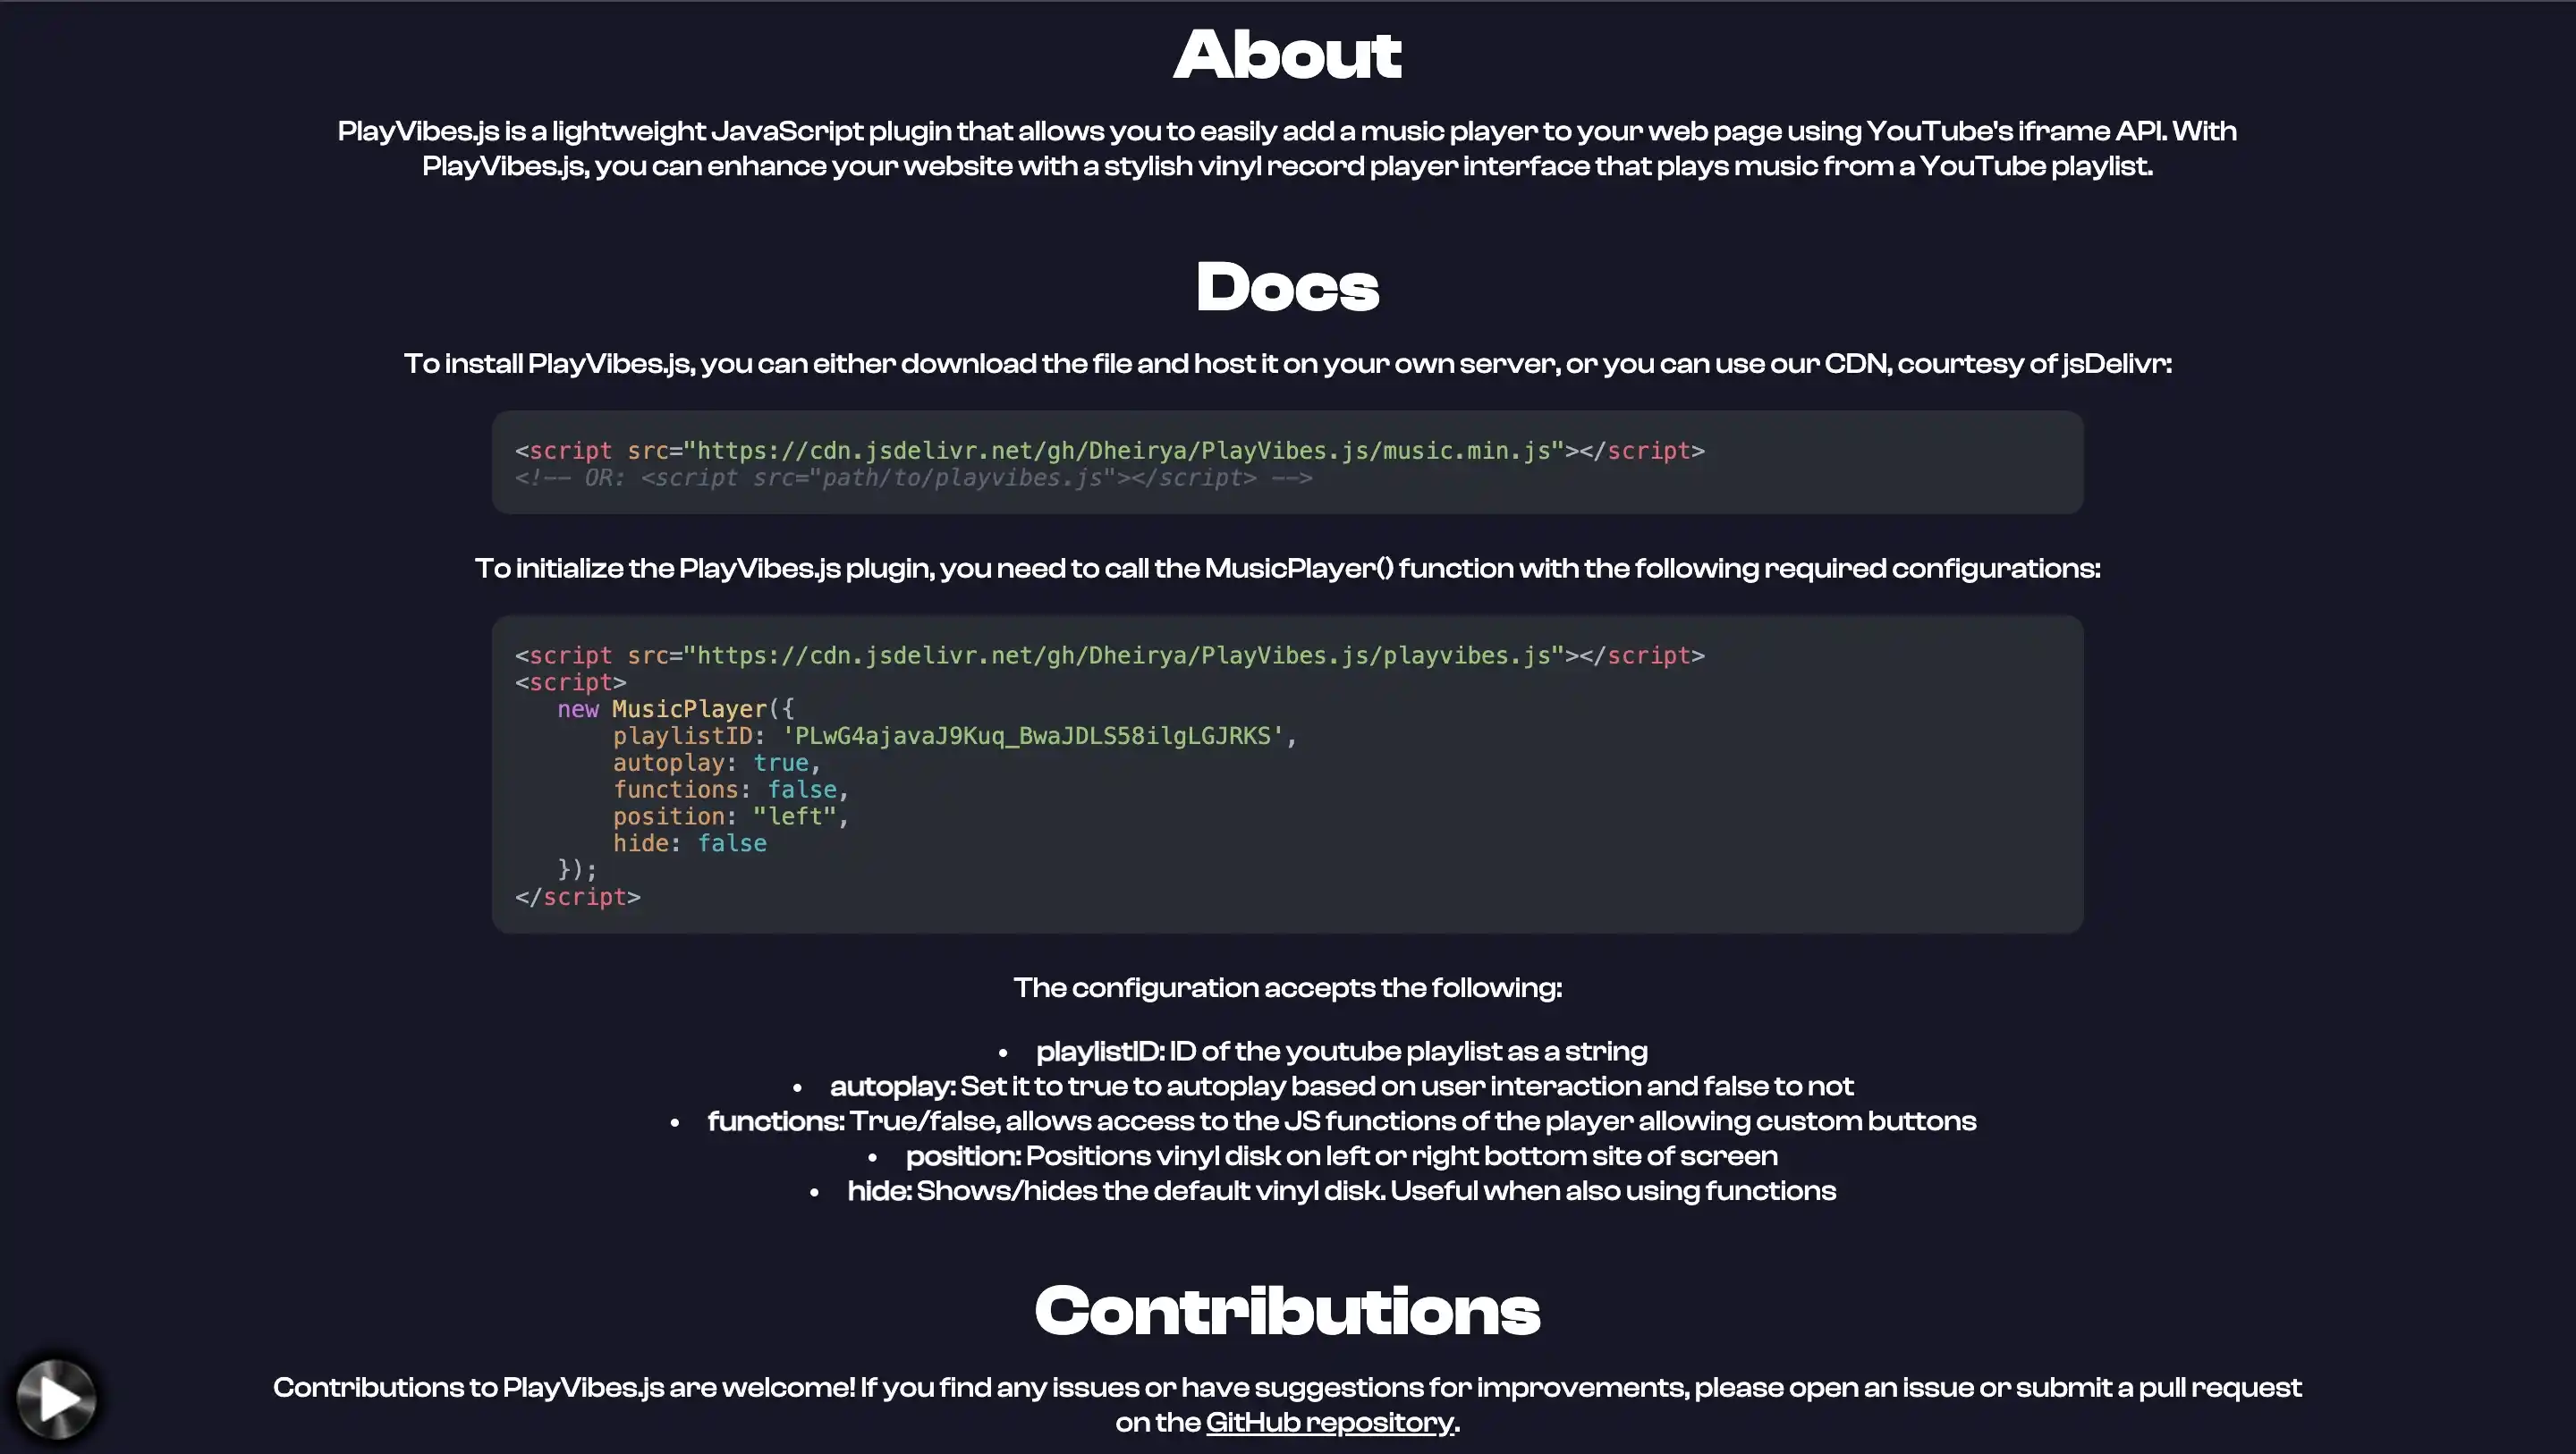 About
PlayVibes.js is a lightweight JavaScript plugin that allows you to easily add a music player to your web page using YouTube's iframe API. With
PlayVibes.js, you can enhance your website with a stylish vinyl record player interface that plays music from a YouTube playlist.
Docs
To install PlayVibes.js, you can either download the file and host it on your own server, or you can use our CDN, courtesy of jsDelivr:
<script src="https://cdn.jsdelivr.net/gh/Dheirya/PlayVibes.js/music.min.js"></script>
<!-- OR: <script src="path/to/playvibes.js"></script> -->
To initialize the PlayVibes.js plugin, you need to call the MusicPlayer() function with the following required configurations:
<script src="https://cdn.jsdelivr.net/gh/Dheirya/PlayVibes.js/playvibes.js"></script>
<script>
   new MusicPlayer({
       playlistID: 'PLwG4ajavaJ9Kuq_BwaJDLS58ilgLGJRKS',
       autoplay: true,
       functions: false,
       position: "left",
       hide: false
   });
</script>
The configuration accepts the following:
• playlistID: ID of the youtube playlist as a string
• autoplay: Set it to true to autoplay based on user interaction and false to not
• functions: True/false, allows access to the JS functions of the player allowing custom buttons
• position: Positions vinyl disk on left or right bottom site of screen
• hide: Shows/hides the default vinyl disk. Useful when also using functions
Contributions
Contributions to PlayVibes.js are welcome! If you find any issues or have suggestions for improvements, please open an issue or submit a pull request
on the GitHub repository.